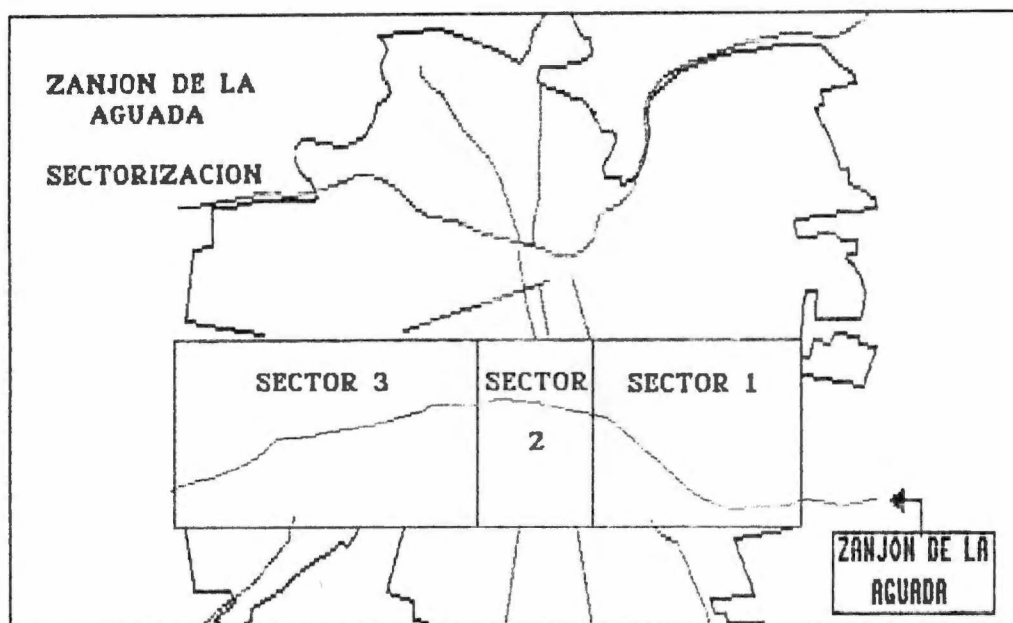 ZANJON DE LA
AGUADA
SECTORIZACION
SECTOR 3
SECTOR
2
SECTOR 1
ZANJON DE LA
AGUADA